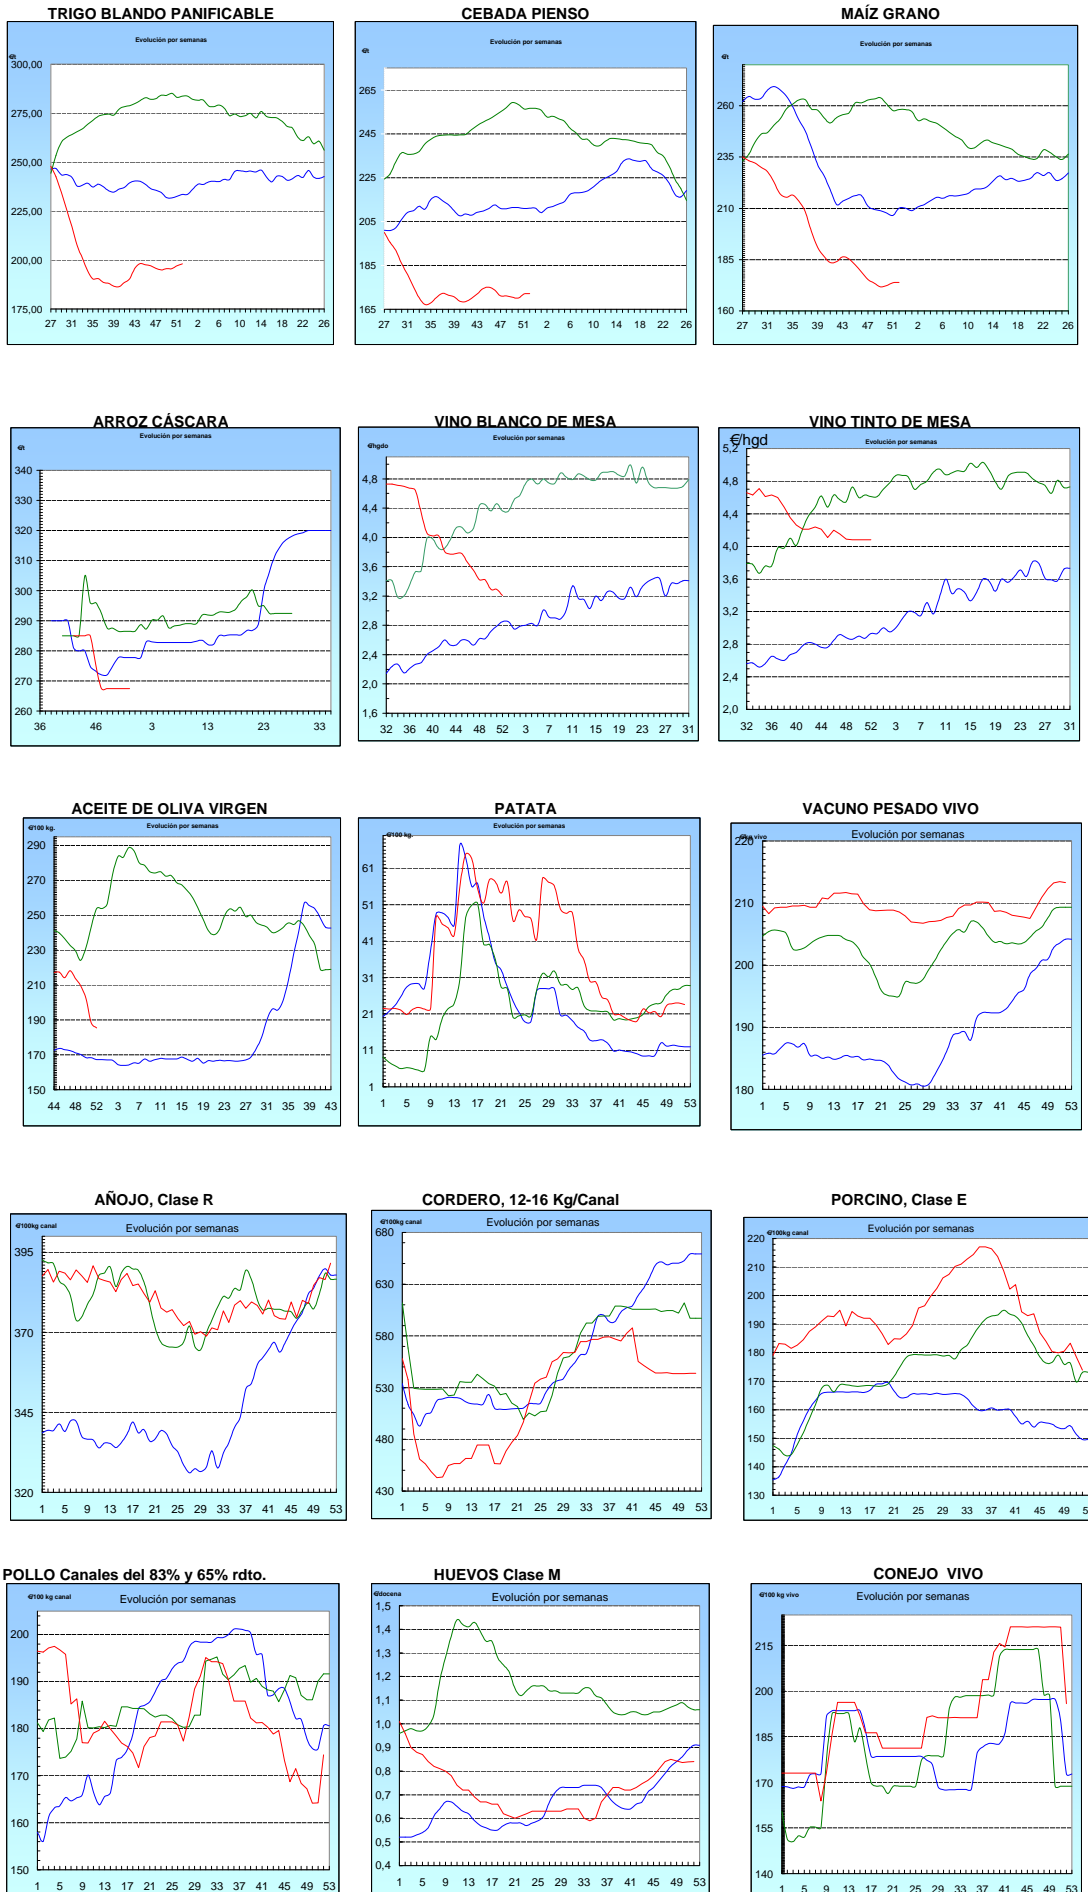 TRIGO BLANDO PANIFICABLE
Evolución por semanas
€/t
300,00
275,00
250,00
225,00
200,00
175,00
27 31 35 39 43 47 51 2 6 10 14 18 22 26
CEBADA PIENSO
Evolución por semanas
€/t
265
245
225
205
185
165
27 31 35 39 43 47 51 2 6 10 14 18 22 26
MAÍZ GRANO
Evolución por semanas
€/t
260
235
210
185
160
27 31 35 39 43 47 51 2 6 10 14 18 22 26
ARROZ CÁSCARA
Evolución por semanas
€/t
340
330
320
310
300
290
280
270
260
36 46 3 13 23 33
VINO BLANCO DE MESA
Evolución por semanas
€/hgdo
4,8
4,4
4,0
3,6
3,2
2,8
2,4
2,0
1,6
32 36 40 44 48 52 3 7 11 15 19 23 27 31
VINO TINTO DE MESA
Evolución por semanas
€/hgd
5,2
4,8
4,4
4,0
3,6
3,2
2,8
2,4
2,0
32 36 40 44 48 52 3 7 11 15 19 23 27 31
ACEITE DE OLIVA VIRGEN
Evolución por semanas
€/100 kg.
290
270
250
230
210
190
170
150
44 48 52 3 7 11 15 19 23 27 31 35 39 43
PATATA
Evolución por semanas
€/100 kg.
61
51
41
31
21
11
1
1 5 9 13 17 21 25 29 33 37 41 45 49 53
VACUNO PESADO VIVO
Evolución por semanas
vivo
220
210
200
190
180
1 5 9 13 17 21 25 29 33 37 41 45 49 53
AÑOJO, Clase R
Evolución por semanas
€/100kg canal
395
370
345
320
1 5 9 13 17 21 25 29 33 37 41 45 49 53
CORDERO, 12-16 Kg/Canal
Evolución por semanas
€/100kg canal
680
630
580
530
480
430
1 5 9 13 17 21 25 29 33 37 41 45 49 53
PORCINO, Clase E
Evolución por semanas
€/100kg canal
220
210
200
190
180
170
160
150
140
130
1 5 9 13 17 21 25 29 33 37 41 45 49
POLLO Canales del 83% y 65% rdto.
Evolución por semanas
€/100 kg canal
200
190
180
170
160
150
1 5 9 13 17 21 25 29 33 37 41 45 49 53
HUEVOS Clase M
Evolución por semanas
€/docena
1,5
1,4
1,3
1,2
1,1
1,0
0,9
0,8
0,7
0,6
0,5
0,4
1 5 9 13 17 21 25 29 33 37 41 45 49 53
CONEJO VIVO
Evolución por semanas
€/100 kg vivo
215
200
185
170
155
140
1 5 9 13 17 21 25 29 33 37 41 45 49 53